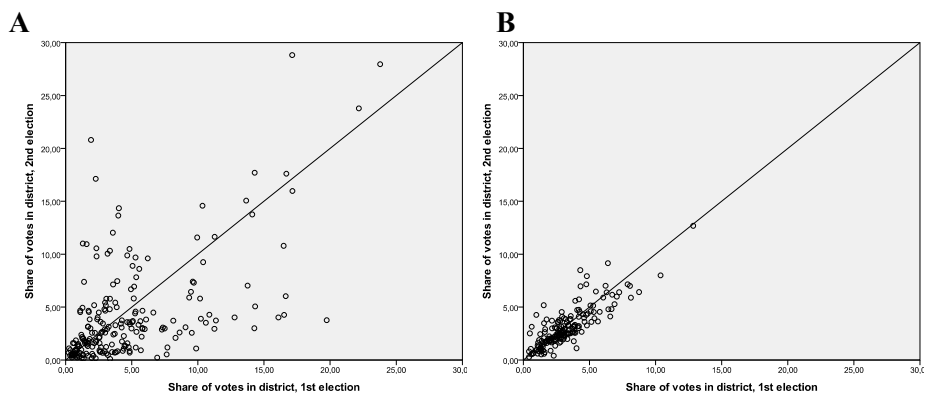 A
B
Share of votes in district, 2nd election
30,00
25,00
20,00
15,00
10,00
5,00
0,00
0,00 5,00 10,00 15,00 20,00 25,00 30,0
Share of votes in district, 1st election
Share of votes in district, 2nd election
30,00
25,00
20,00
15,00
10,00
5,00
0,00
0,00 5,00 10,00 15,00 20,00 25,00 30,0
Share of votes in district, 1st election